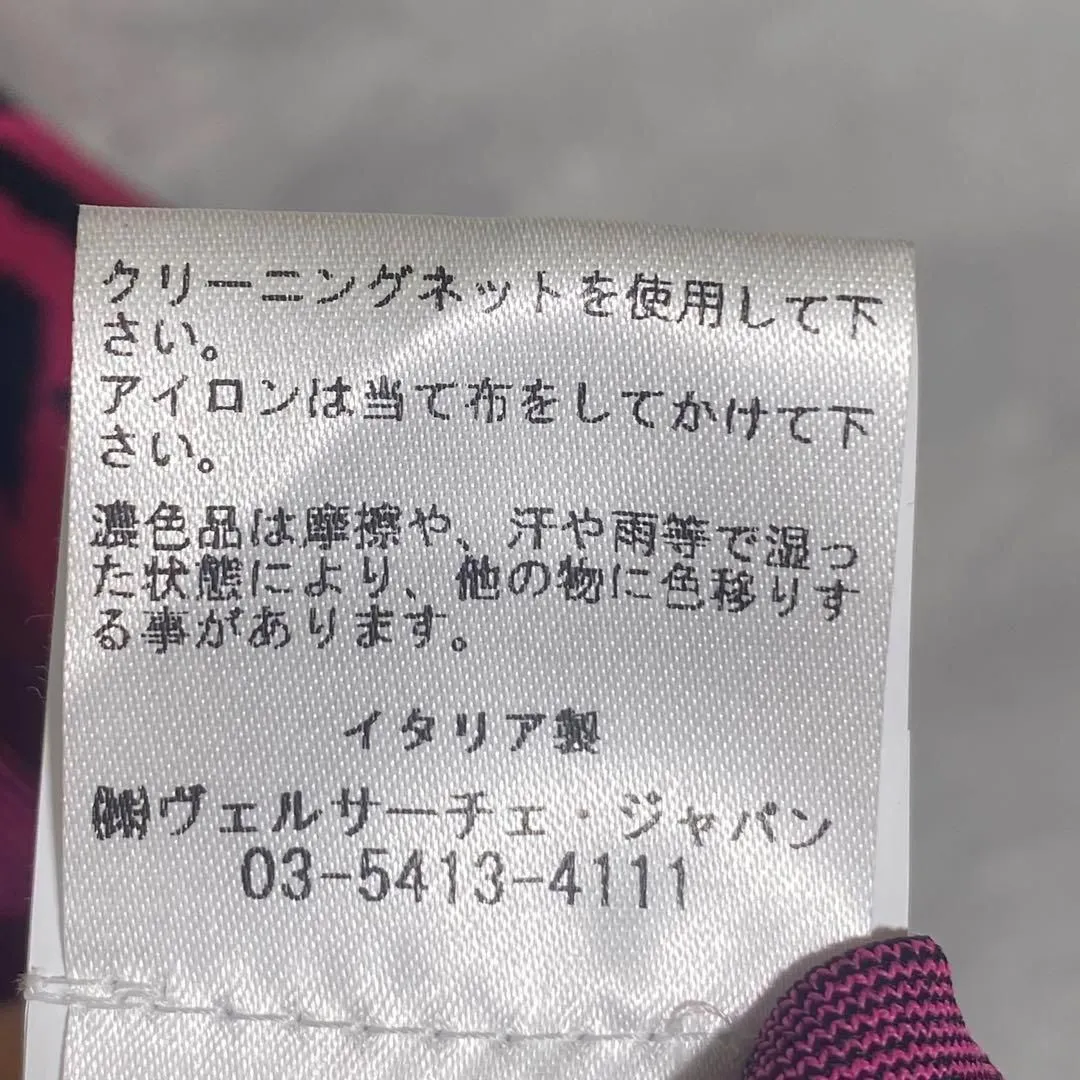 クリーニングネットを使用して下
さい。
アイロンは当て布をしてかけて下
さい。
濃色品は摩擦や、汗や雨等で湿っ
た状態により、他の物に色移りす
る事があります。
イタリア製
㈱ヴェルサーチェ・ジャパン
03-5413-4111